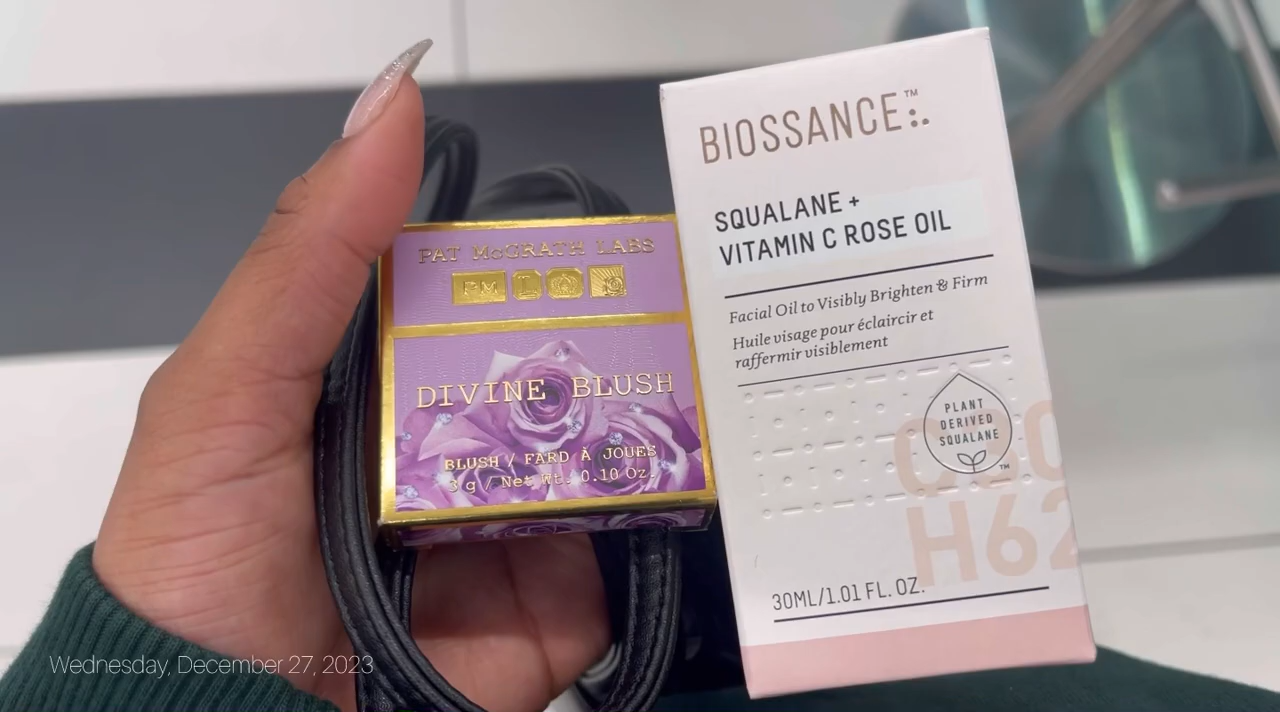 PAT McGRATH LABS
PM L
DIVINE BLUSH
BLUSH / FARD À JOUES
3 g / Net Wt. 0.10 Oz.
BIOSSANCE™
SQUALANE +
VITAMIN C ROSE OIL
Facial Oil to Visibly Brighten & Firm
Huile visage pour éclaircir et
raffermir visiblement
PLANT
DERIVED
SQUALANE
™
H62
30ML/1.01 FL. OZ.
Wednesday, December 27, 2023